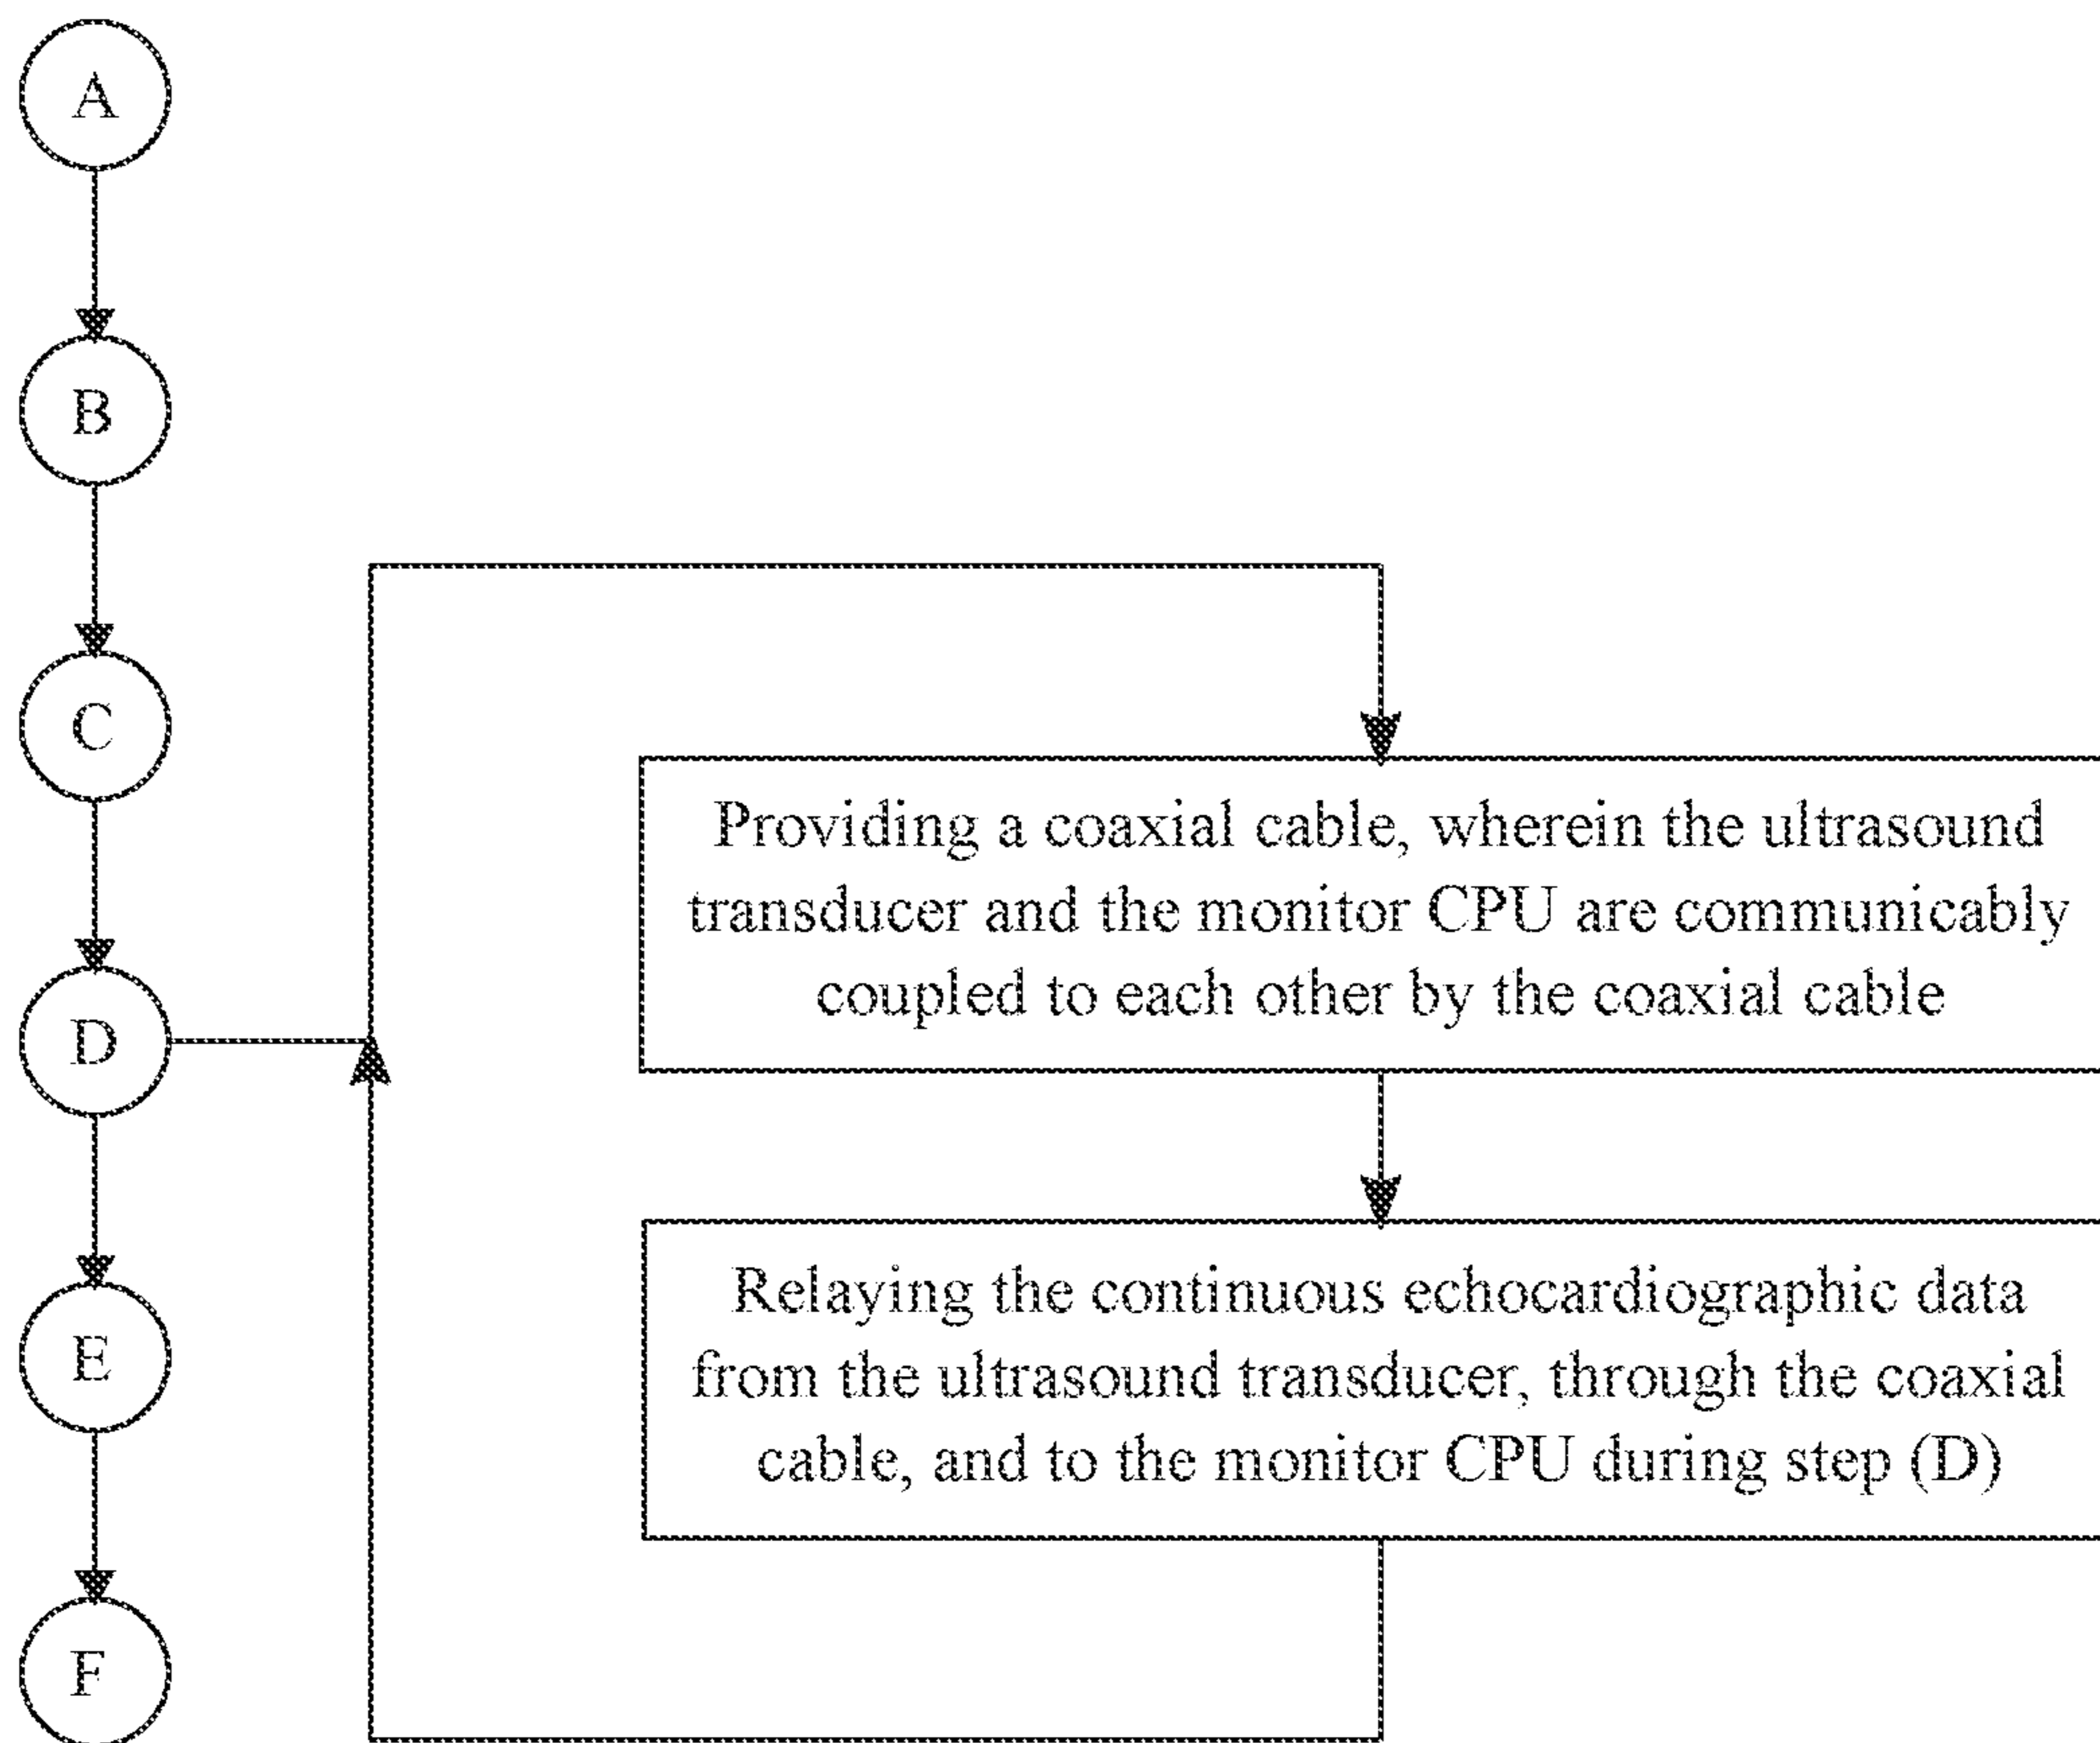 A
B
C
Providing a coaxial cable, wherein the ultrasound
transducer and the monitor CPU are communicably
coupled to each other by the coaxial cable
D
Relaying the continuous echocardiographic data
from the ultrasound transducer, through the coaxial
cable, and to the monitor CPU during step (D)
E
F